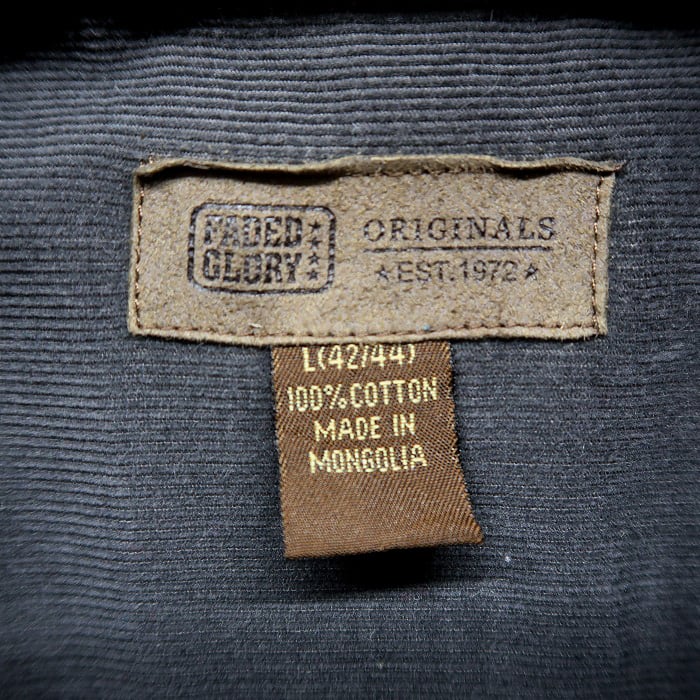 FADED
GLORY
ORIGINALS
★EST.1972★
L(42/44)
100% COTTON
MADE IN
MONGOLIA